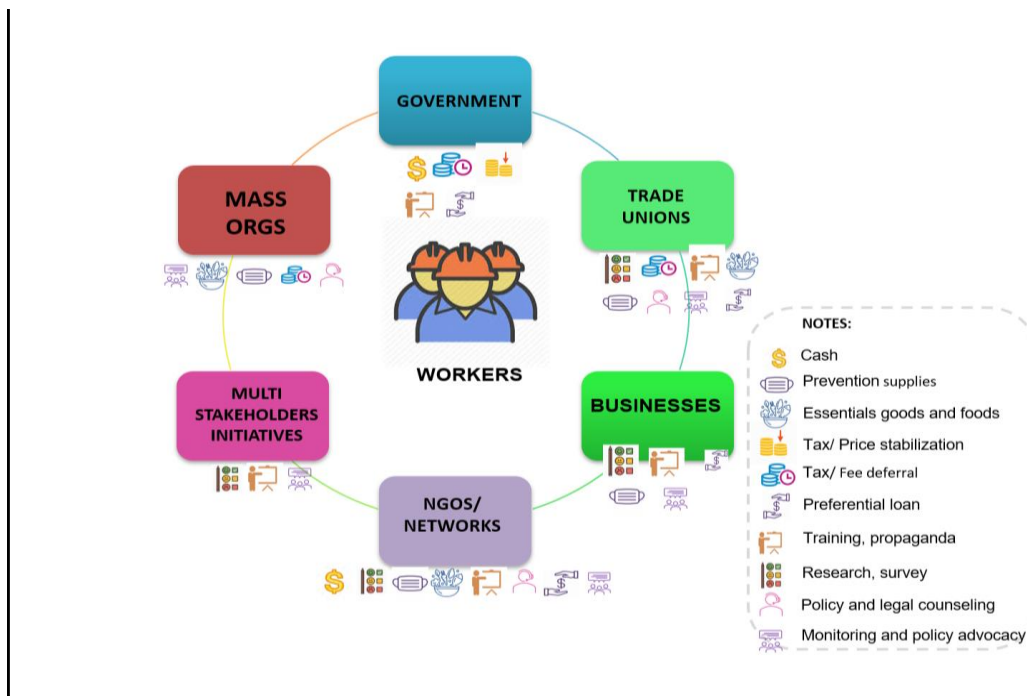 GOVERNMENT
MASS
ORGS
TRADE
UNIONS
WORKERS
MULTI
STAKEHOLDERS
INITIATIVES
BUSINESSES
NGOS/
NETWORKS
NOTES:
Cash
Prevention supplies
Essentials goods and foods
Tax/ Price stabilization
Tax/ Fee deferral
Preferential loan
Training, propaganda
Research, survey
Policy and legal counseling
Monitoring and policy advocacy